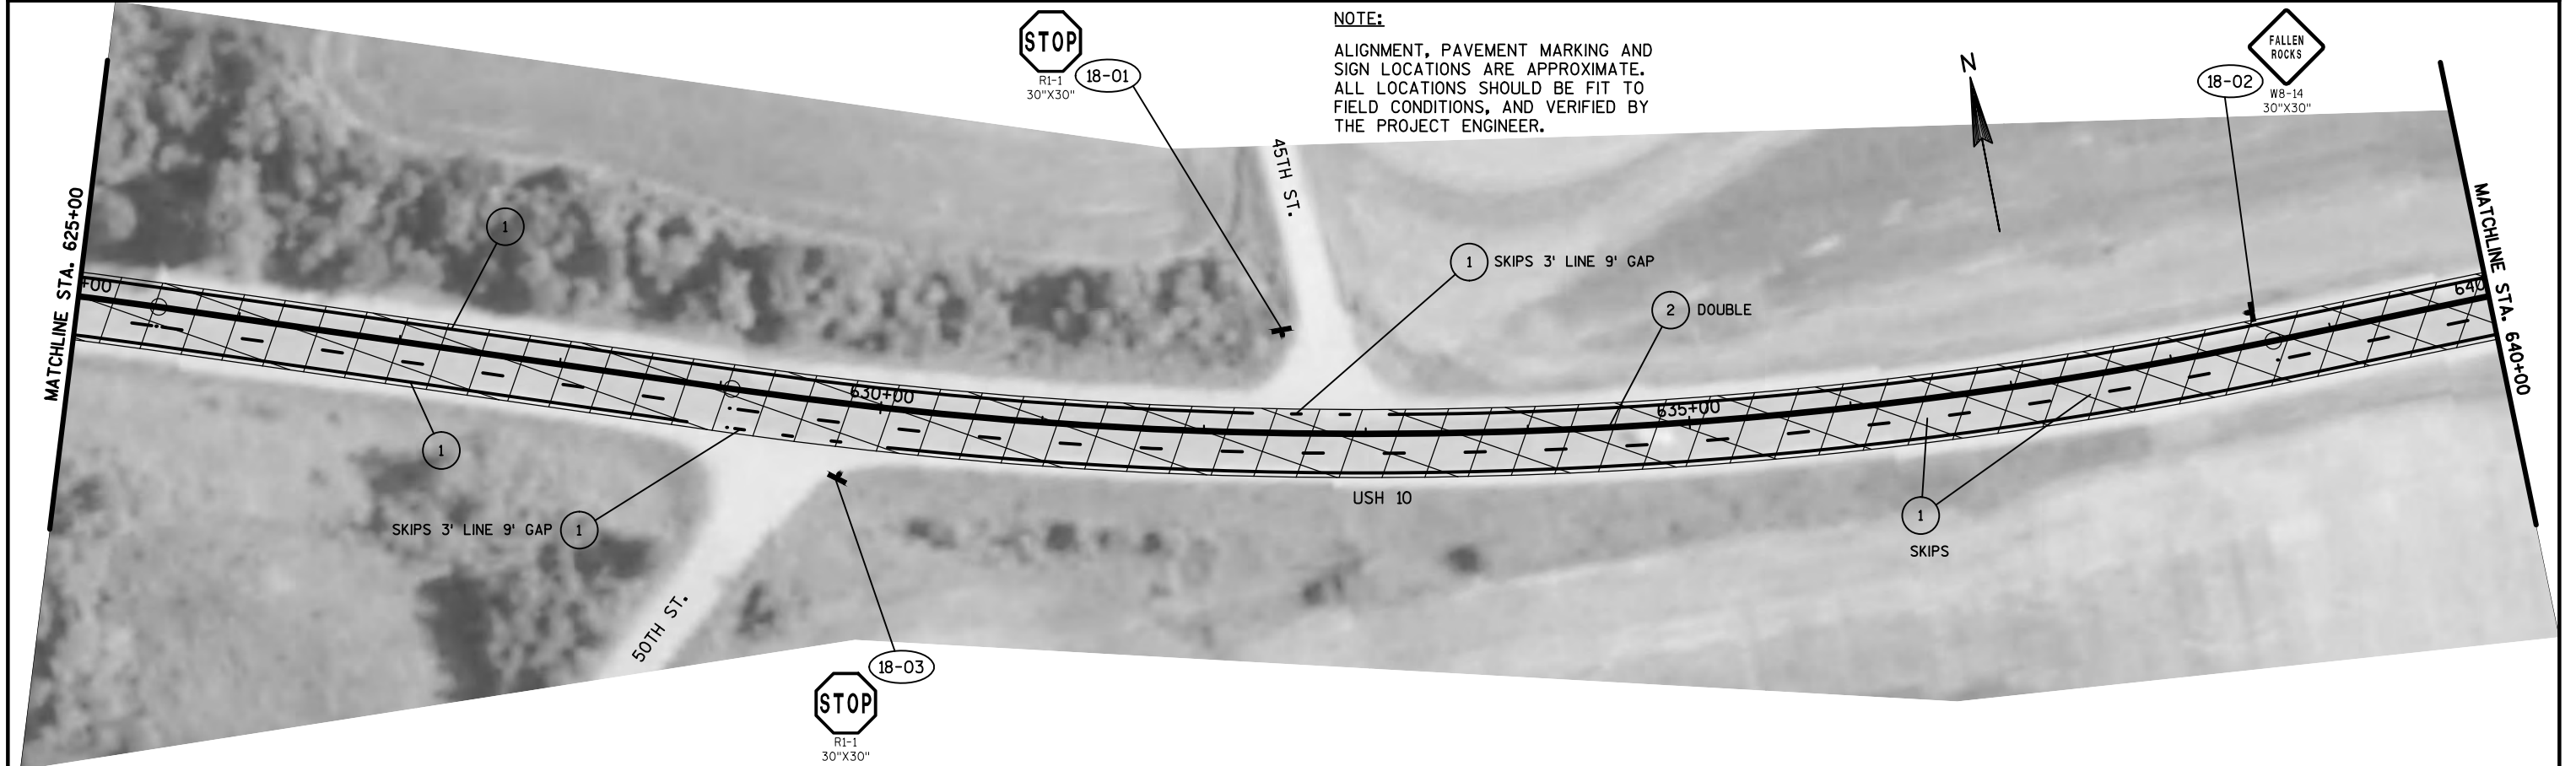 STOP
R1-1
30"X30"
18-01
NOTE:
ALIGNMENT, PAVEMENT MARKING AND
SIGN LOCATIONS ARE APPROXIMATE.
ALL LOCATIONS SHOULD BE FIT TO
FIELD CONDITIONS, AND VERIFIED BY
THE PROJECT ENGINEER.
N
FALLEN
ROCKS
18-02
W8-14
30"X30"
MATCHLINE STA. 625+00
45TH ST.
MATCHLINE STA. 640+00
1
1 SKIPS 3' LINE 9' GAP
2 DOUBLE
+00
640
630+00
635+00
1
USH 10
SKIPS 3' LINE 9' GAP 1
1
SKIPS
50TH ST.
18-03
STOP
R1-1
30"X30"